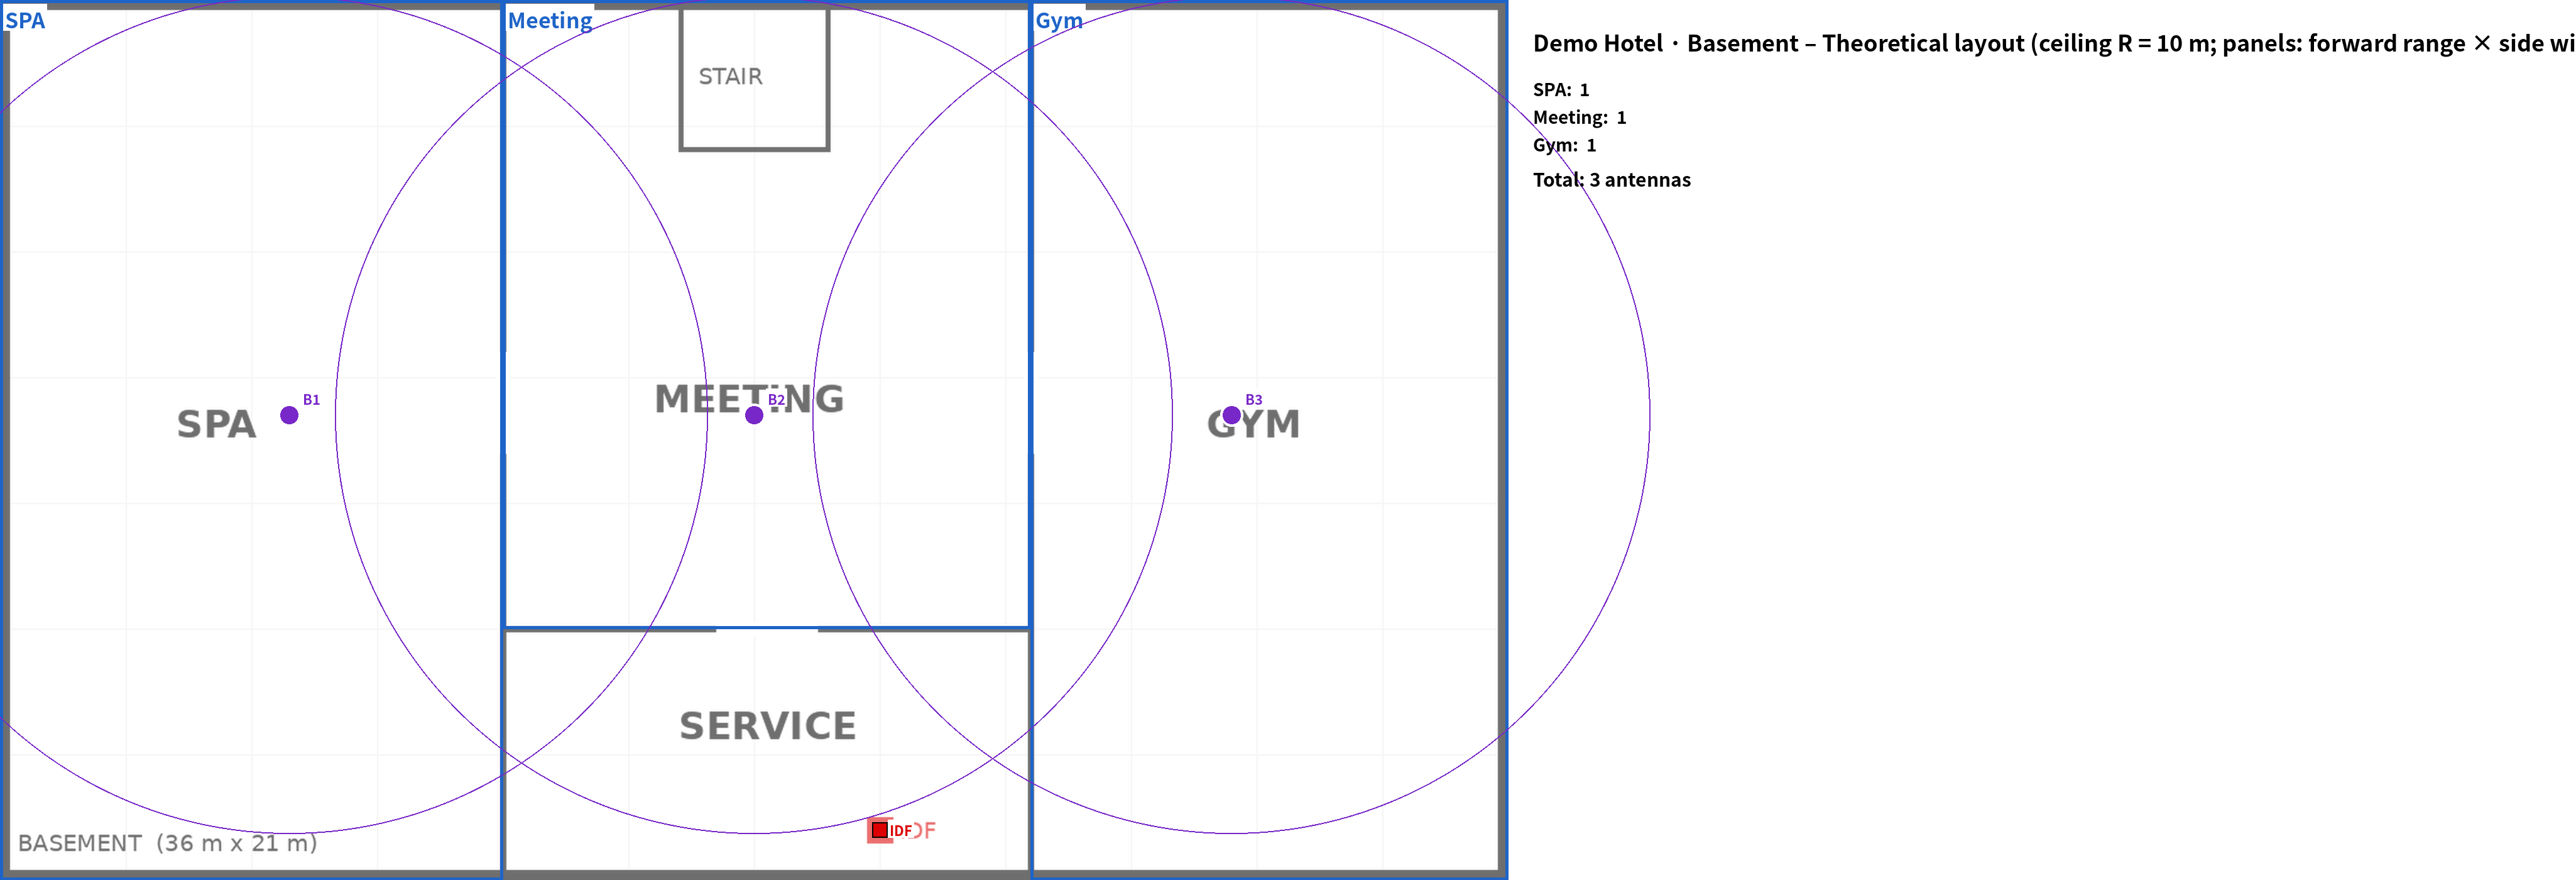 SPA
Meeting
Gym
Demo Hotel · Basement – Theoretical layout (ceiling R = 10 m; panels: forward range × side wi
STAIR
SPA: 1
Meeting: 1
Gym: 1
Total: 3 antennas
B1
B2
B3
SPA
MEETING
GYM
SERVICE
IDF
BASEMENT (36 m x 21 m)